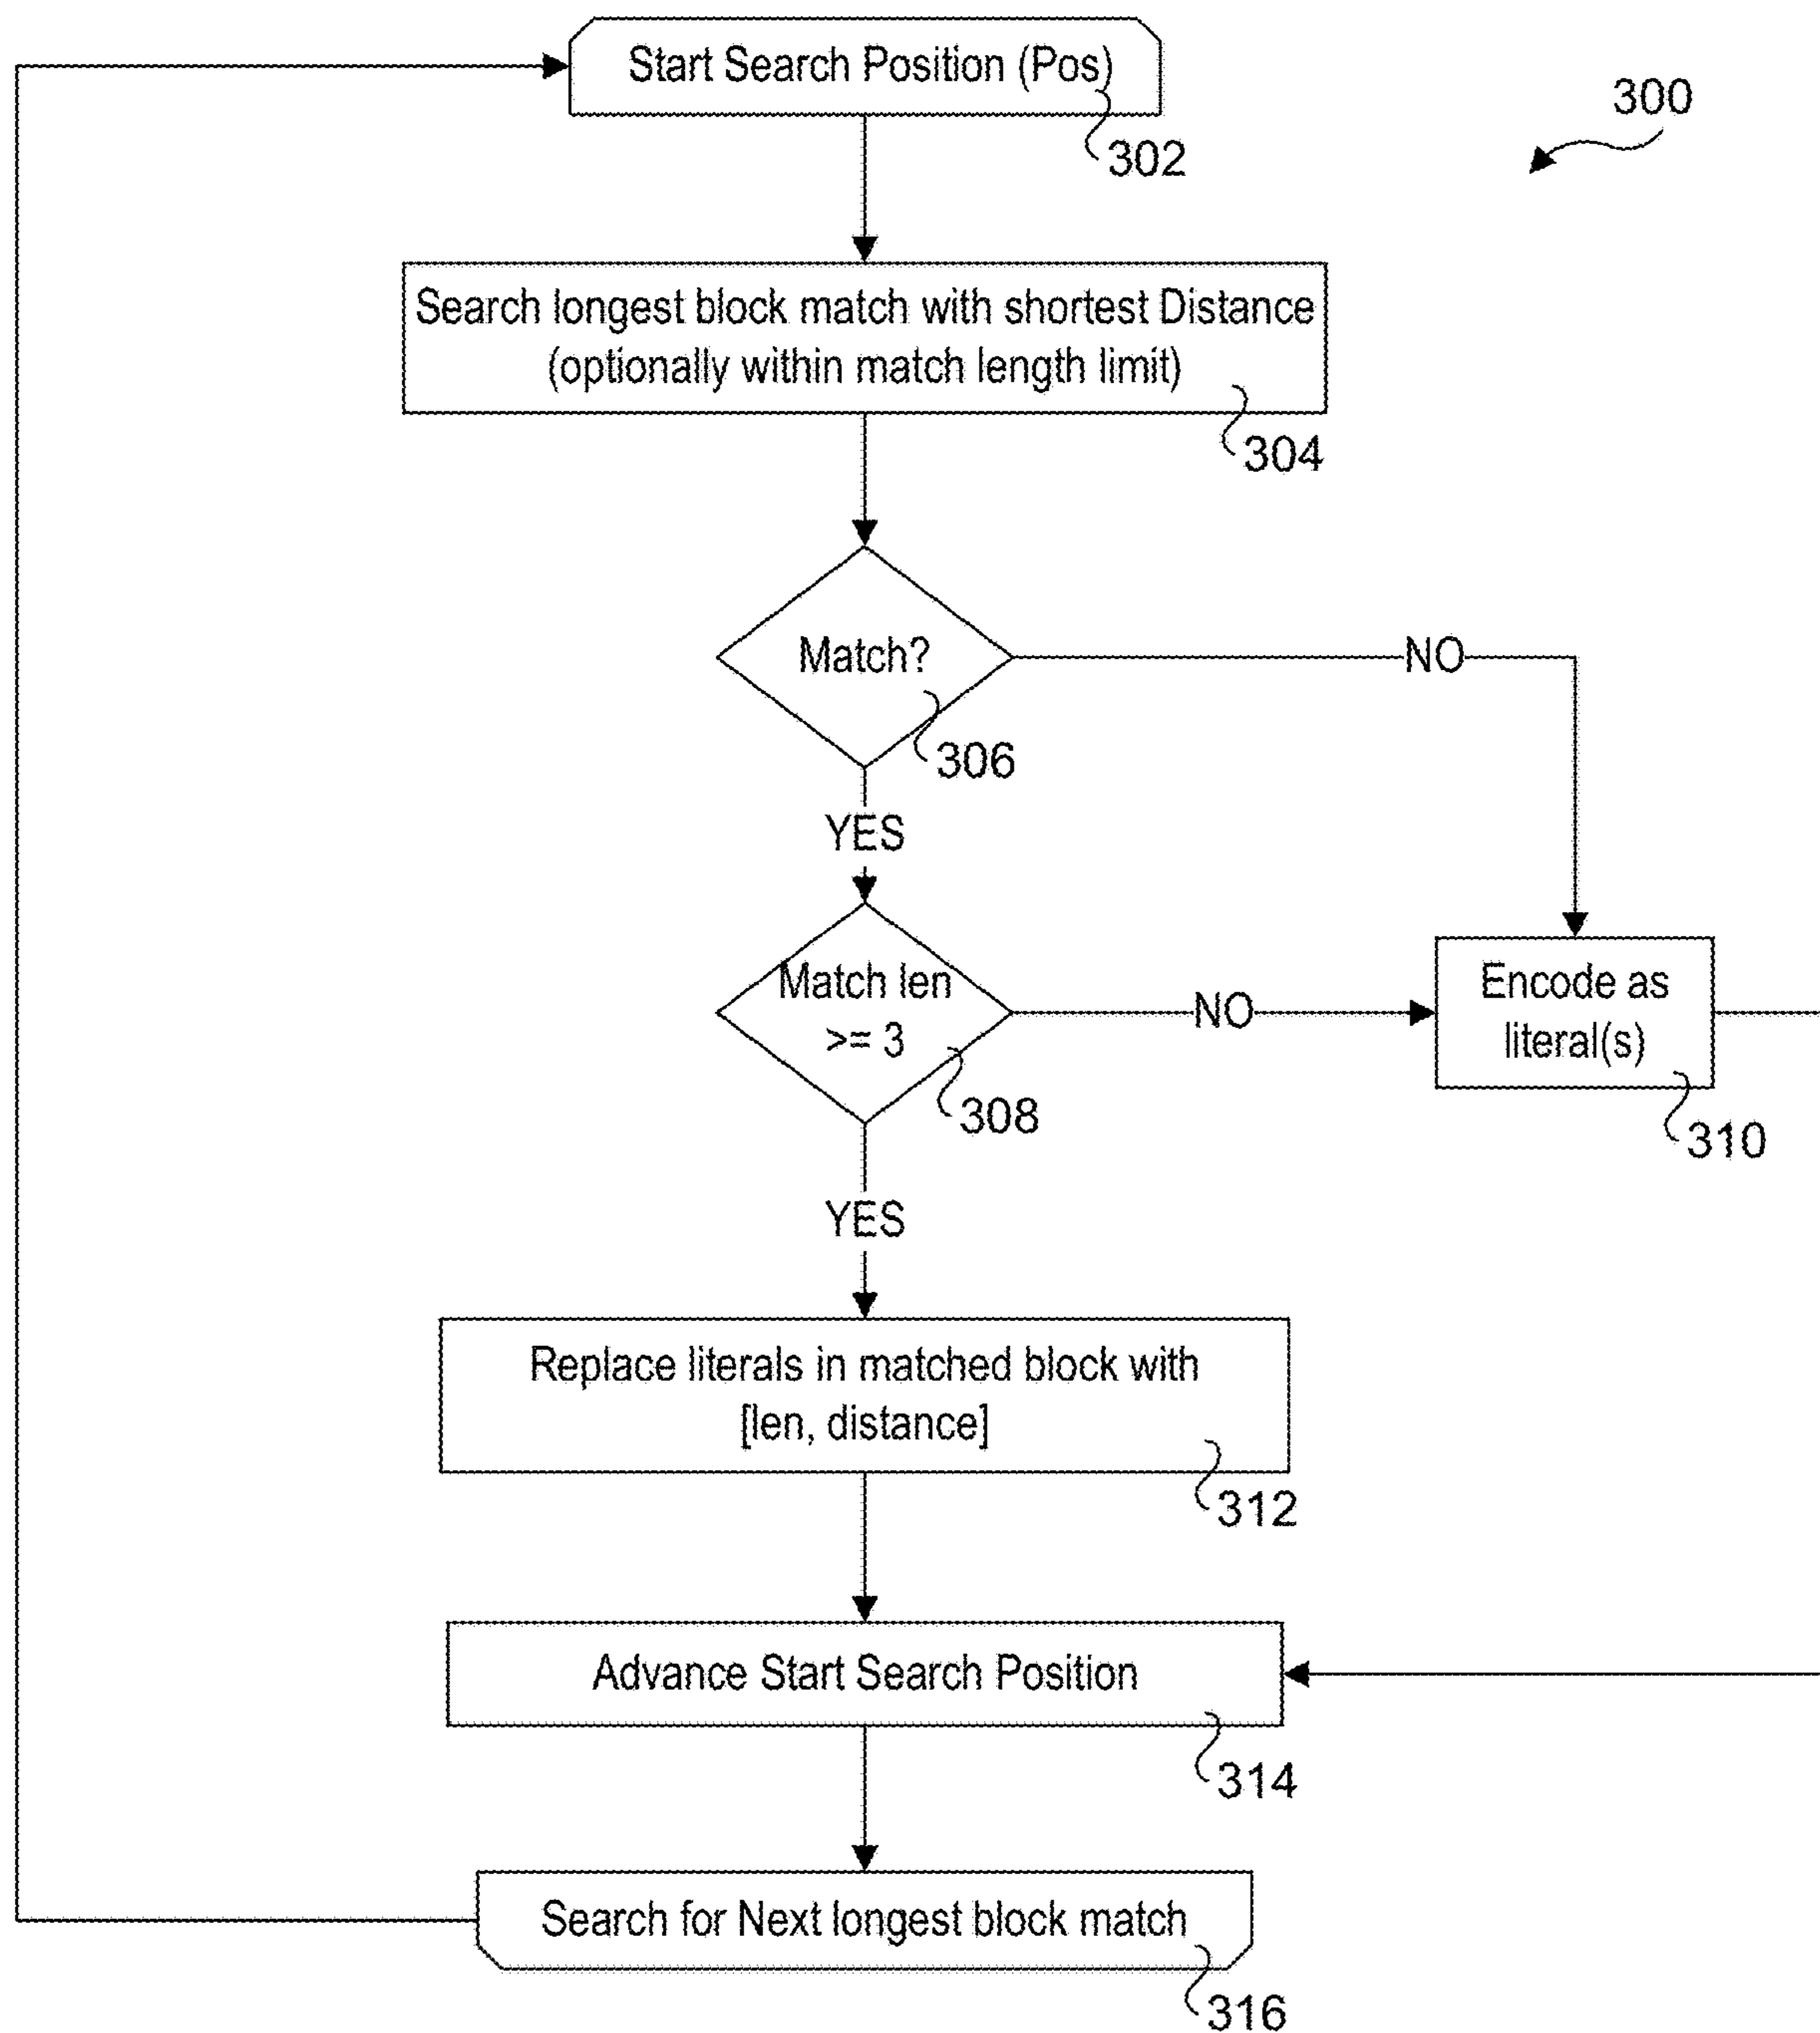 Start Search Position (Pos)
302
300
Search longest block match with shortest Distance
(optionally within match length limit)
304
Match?
306
NO
YES
Match len
>= 3
308
NO
Encode as
literal(s)
310
YES
Replace literals in matched block with
[len, distance]
312
Advance Start Search Position
314
Search for Next longest block match
316